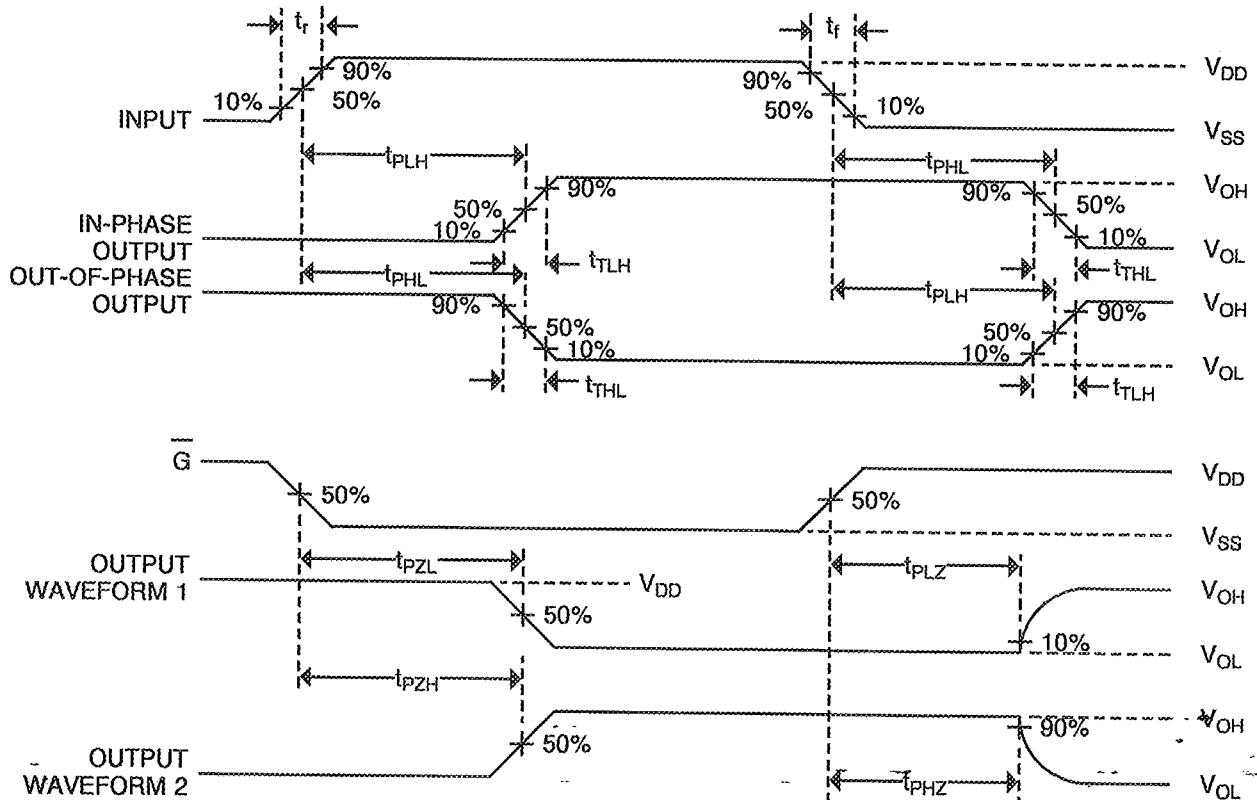 tr
tf
90%
90%
VDD
10%
50%
50%
10%
INPUT
VSS
tPLH
tPHL
90%
90%
VOH
50%
50%
IN-PHASE
10%
10%
OUTPUT
VOL
tTLH
tTHL
OUT-OF-PHASE
tPHL
tPLH
OUTPUT
90%
90%
VOH
50%
50%
10%
10%
VOL
tTHL
tTLH
G
VDD
50%
50%
VSS
OUTPUT
tPZL
tPLZ
WAVEFORM 1
VDD
VOH
50%
10%
VOL
tPZH
VOH
90%
50%
OUTPUT
WAVEFORM 2
tPHZ
VOL